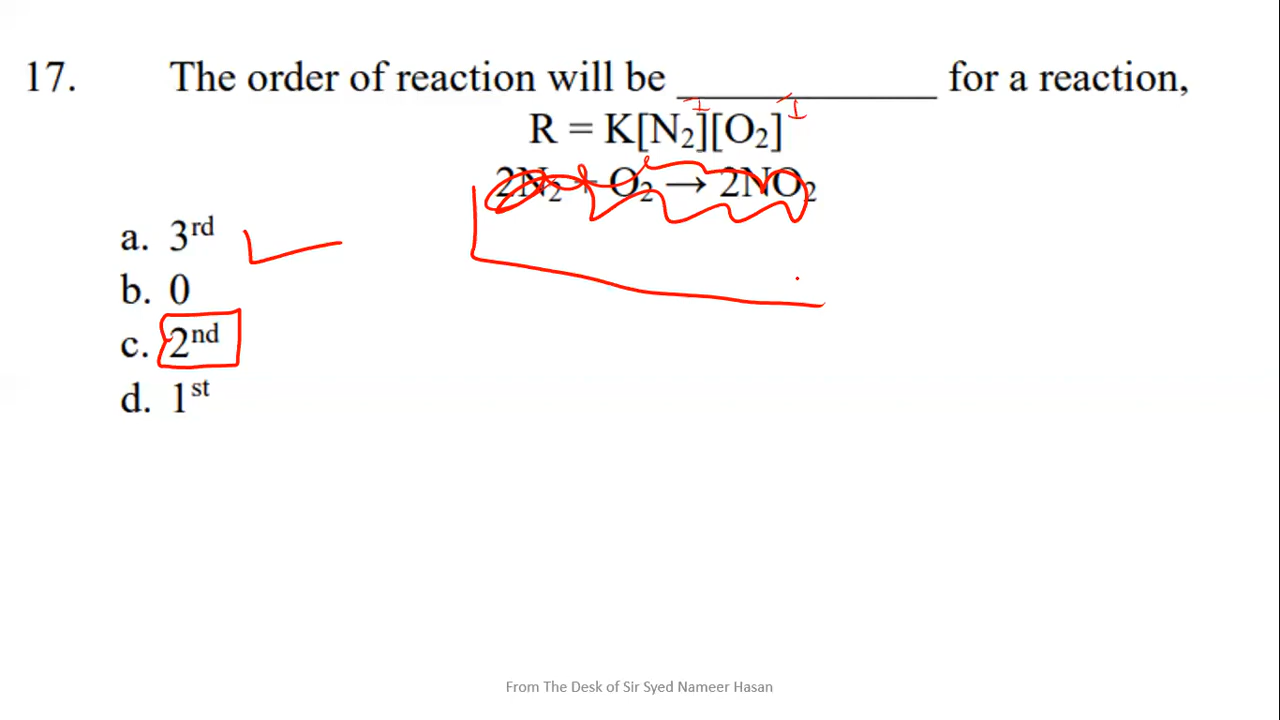 17. The order of reaction will be ____________ for a reaction,
I I
R = K[N₂][O₂]
2N₂ + O₂ → 2NO₂
a. 3ʳᵈ
b. 0
c. 2ⁿᵈ
d. 1ˢᵗ
From The Desk of Sir Syed Nameer Hasan